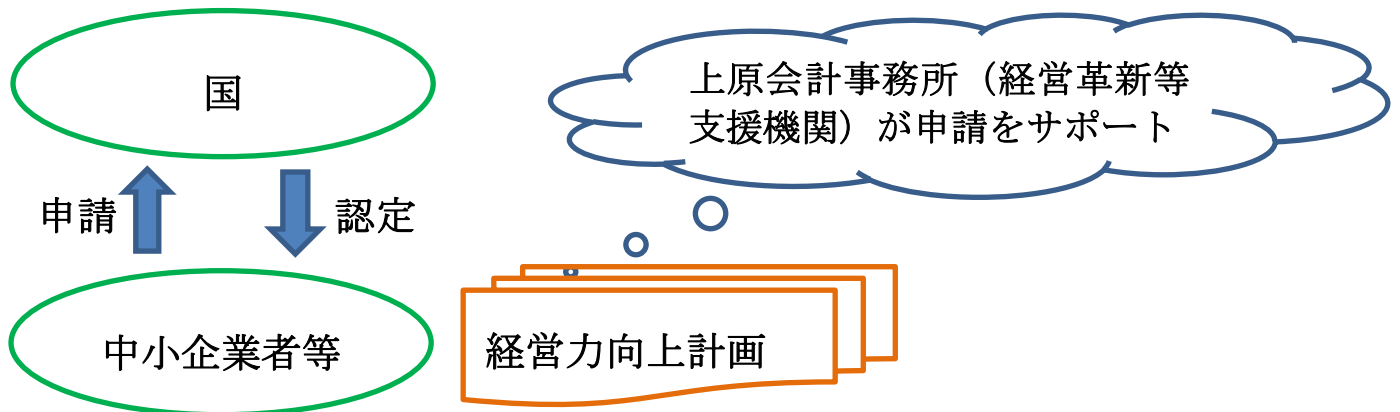 国
上原会計事務所（経営革新等
支援機関）が申請をサポート
申請
認定
中小企業者等
経営力向上計画